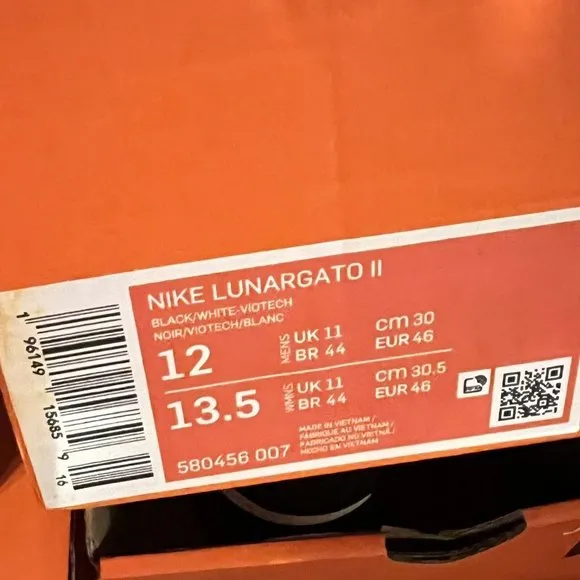 NIKE LUNARGATO II
BLACK/WHITE-VIOTECH
NOIR/VIOTECH/BLANC
12 MENS UK 11 CM 30
BR 44 EUR 46
13.5 WMNS UK 11 CM 30,5
BR 44 EUR 46
580456 007
MADE IN VIETNAM /
FABRIQUE AU VIETNAM /
FABRICADO NO VIETNÃ /
HECHO EN VIETNAM
1 96149 15685 9 16